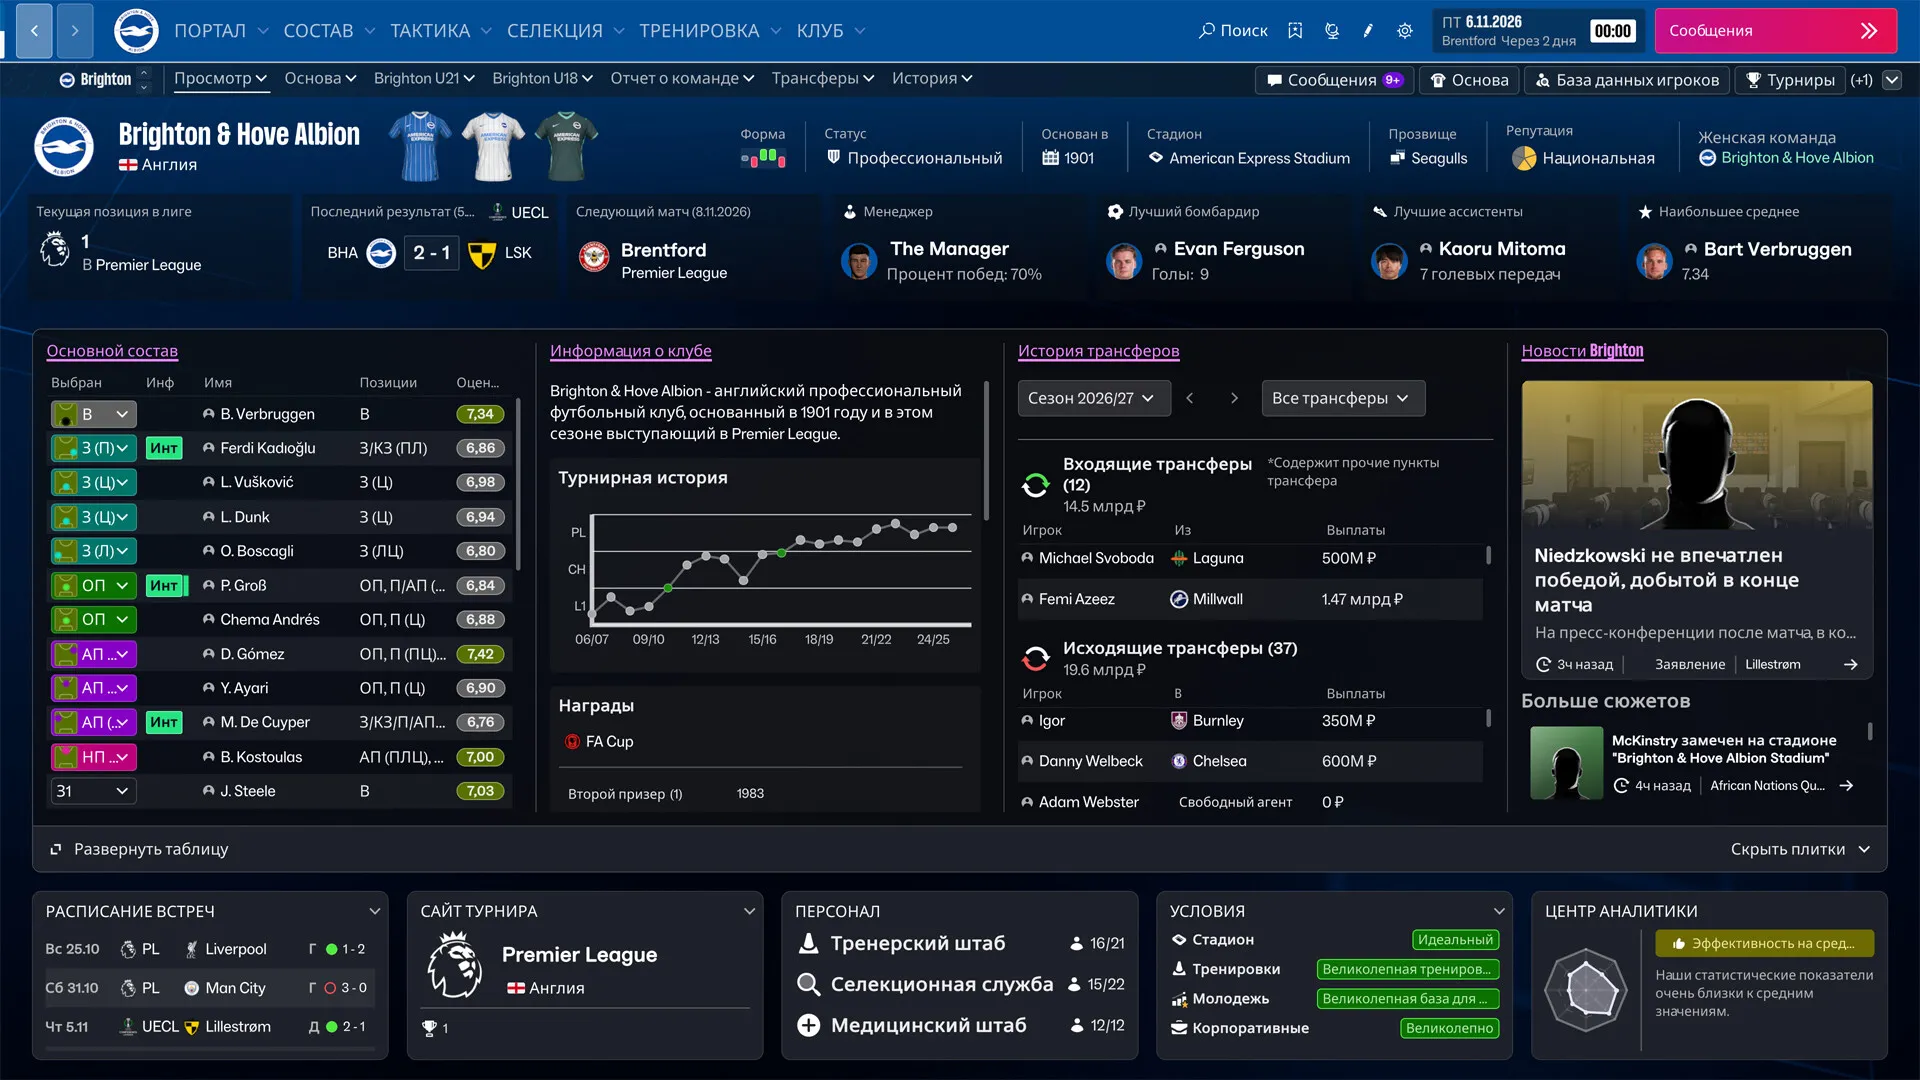 ПОРТАЛ СОСТАВ ТАКТИКА СЕЛЕКЦИЯ ТРЕНИРОВКА КЛУБ
Поиск
ПТ 6.11.2026
Brentford Через 2 дня
00:00
Сообщения
Brighton
Просмотр Основа Brighton U21 Brighton U18 Отчет о команде Трансферы История
Сообщения 9+
Основа
База данных игроков
Турниры
(+1)
Brighton & Hove Albion
Англия
Форма
Статус
Профессиональный
Основан в
1901
Стадион
American Express Stadium
Прозвище
Seagulls
Репутация
Национальная
Женская команда
Brighton & Hove Albion
Текущая позиция в лиге
1
В Premier League
Последний результат (5...
UECL
BHA 2 - 1 LSK
Следующий матч (8.11.2026)
Brentford
Premier League
Менеджер
The Manager
Процент побед: 70%
Лучший бомбардир
Evan Ferguson
Голы: 9
Лучшие ассистенты
Kaoru Mitoma
7 голевых передач
Наибольшее среднее
Bart Verbruggen
7.34
Основной состав
Выбран Инф Имя Позиции Оцен...
В B. Verbruggen В 7,34
З (П) Инт Ferdi Kadıoğlu З/КЗ (ПЛ) 6,86
З (Ц) L. Vušković З (Ц) 6,98
З (Ц) L. Dunk З (Ц) 6,94
З (Л) O. Boscagli З (ЛЦ) 6,80
ОП Инт P. Groß ОП, П/АП (... 6,84
ОП Chema Andrés ОП, П (Ц) 6,88
АП ... D. Gómez ОП, П (ПЦ)... 7,42
АП ... Y. Ayari ОП, П (Ц) 6,90
АП (... Инт M. De Cuyper З/КЗ/П/АП... 6,76
НП ... B. Kostoulas АП (ПЛЦ), ... 7,00
31 J. Steele В 7,03
Информация о клубе
Brighton & Hove Albion - английский профессиональный
футбольный клуб, основанный в 1901 году и в этом
сезоне выступающий в Premier League.
Турнирная история
PL
CH
L1
06/07 09/10 12/13 15/16 18/19 21/22 24/25
Награды
FA Cup
Второй призер (1) 1983
История трансферов
Сезон 2026/27
Все трансферы
Входящие трансферы
(12)
14.5 млрд ₽
*Содержит прочие пункты
трансфера
Игрок Из Выплаты
Michael Svoboda Laguna 500M ₽
Femi Azeez Millwall 1.47 млрд ₽
Исходящие трансферы (37)
19.6 млрд ₽
Игрок В Выплаты
Igor Burnley 350M ₽
Danny Welbeck Chelsea 600M ₽
Adam Webster Свободный агент 0 ₽
Новости Brighton
Niedzkowski не впечатлен
победой, добытой в конце
матча
На пресс-конференции после матча, в ко...
3ч назад Заявление Lillestrøm
Больше сюжетов
McKinstry замечен на стадионе
"Brighton & Hove Albion Stadium"
4ч назад African Nations Qu...
Развернуть таблицу
Скрыть плитки
РАСПИСАНИЕ ВСТРЕЧ
Вс 25.10 PL Liverpool Г 1 - 2
Сб 31.10 PL Man City Г 3 - 0
Чт 5.11 UECL Lillestrøm Д 2 - 1
САЙТ ТУРНИРА
Premier League
Англия
1
ПЕРСОНАЛ
Тренерский штаб 16/21
Селекционная служба 15/22
Медицинский штаб 12/12
УСЛОВИЯ
Стадион Идеальный
Тренировки Великолепная трениров...
Молодежь Великолепная база для ...
Корпоративные Великолепно
ЦЕНТР АНАЛИТИКИ
Эффективность на сред...
Наши статистические показатели
очень близки к средним
значениям.